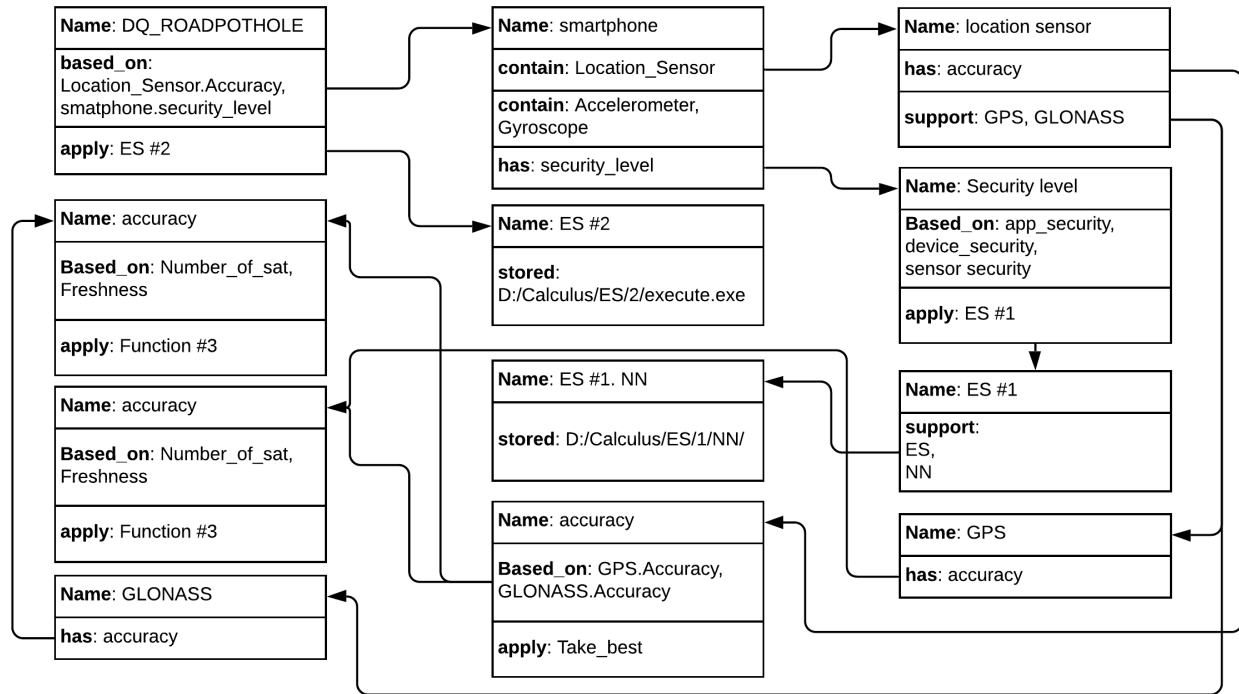 Name: DQ_ROADPOTHOLE
based_on:
Location_Sensor.Accuracy,
smatphone.security_level
apply: ES #2
Name: smartphone
contain: Location_Sensor
contain: Accelerometer,
Gyroscope
has: security_level
Name: location sensor
has: accuracy
support: GPS, GLONASS
Name: Security level
Based_on: app_security,
device_security,
sensor security
apply: ES #1
Name: accuracy
Based_on: Number_of_sat,
Freshness
apply: Function #3
Name: ES #2
stored:
D:/Calculus/ES/2/execute.exe
Name: ES #1. NN
stored: D:/Calculus/ES/1/NN/
Name: ES #1
support:
ES,
NN
Name: accuracy
Based_on: Number_of_sat,
Freshness
apply: Function #3
Name: accuracy
Based_on: GPS.Accuracy,
GLONASS.Accuracy
apply: Take_best
Name: GPS
has: accuracy
Name: GLONASS
has: accuracy